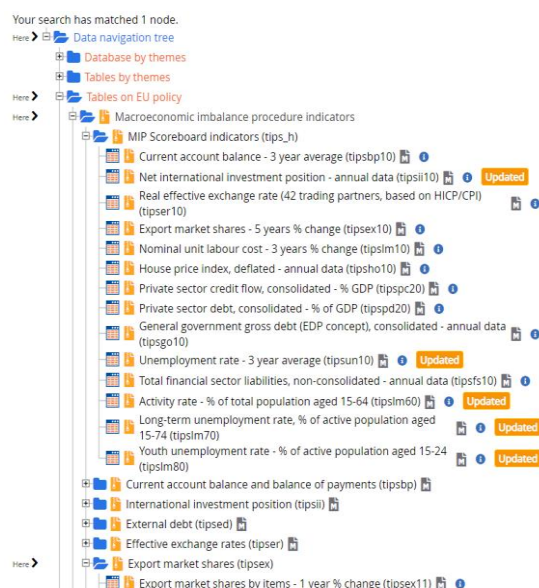 Your search has matched 1 node.
Here Data navigation tree
Database by themes
Tables by themes
Here Tables on EU policy
Here Macroeconomic imbalance procedure indicators
MIP Scoreboard indicators (tips_h)
Current account balance - 3 year average (tipsbp10)
Net international investment position - annual data (tipsii10) Updated
Real effective exchange rate (42 trading partners, based on HICP/CPI)
(tipser10)
Export market shares - 5 years % change (tipsex10)
Nominal unit labour cost - 3 years % change (tipslm10)
House price index, deflated - annual data (tipsho10)
Private sector credit flow, consolidated - % GDP (tipspc20)
Private sector debt, consolidated - % of GDP (tipspd20)
General government gross debt (EDP concept), consolidated - annual data
(tipsgo10)
Unemployment rate - 3 year average (tipsun10) Updated
Total financial sector liabilities, non-consolidated - annual data (tipsfs10)
Activity rate - % of total population aged 15-64 (tipslm60) Updated
Long-term unemployment rate, % of active population aged
15-74 (tipslm70) Updated
Youth unemployment rate - % of active population aged 15-24
(tipslm80) Updated
Current account balance and balance of payments (tipsbp)
International investment position (tipsii)
External debt (tipsed)
Effective exchange rates (tipser)
Here Export market shares (tipsex)
Export market shares by items - 1 year % change (tipsex11)